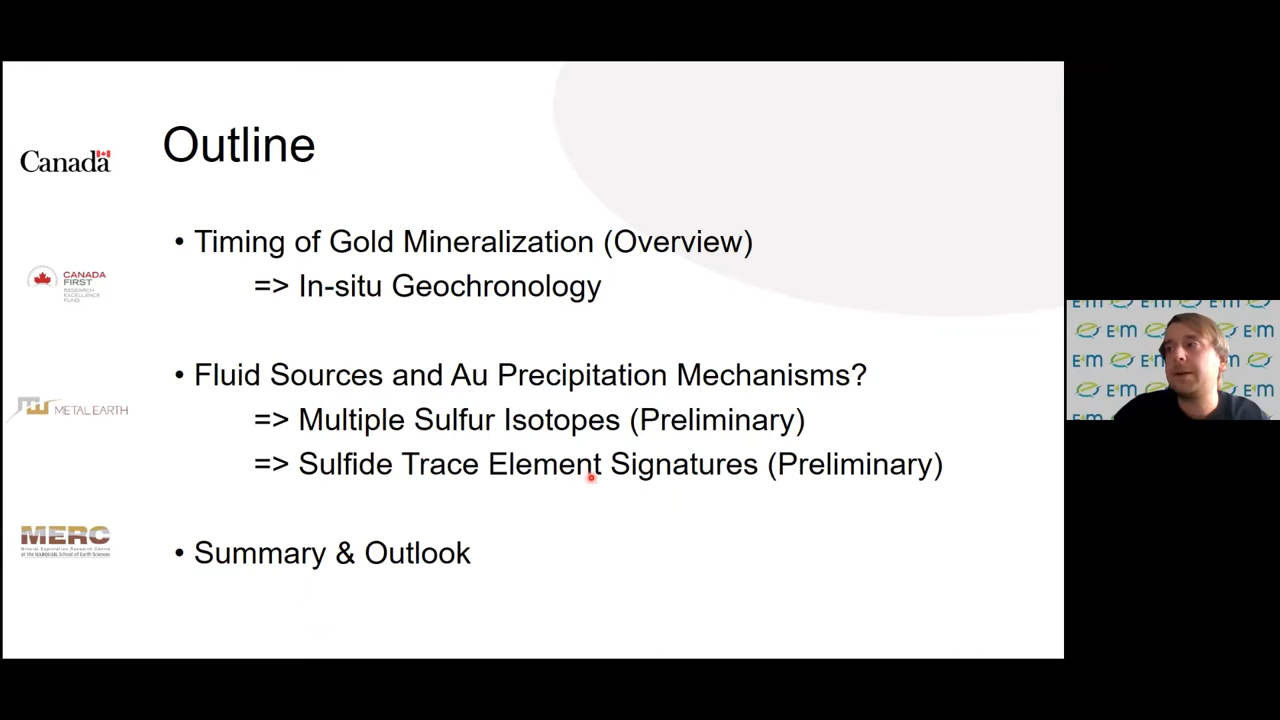 Outline
Canada
• Timing of Gold Mineralization (Overview)
=> In-situ Geochronology
CANADA
FIRST
RESEARCH
EXCELLENCE
FUND
• Fluid Sources and Au Precipitation Mechanisms?
=> Multiple Sulfur Isotopes (Preliminary)
=> Sulfide Trace Element Signatures (Preliminary)
METAL EARTH
MERC
Mineral Exploration Research Centre
at the HARQUAIL School of Earth Sciences
• Summary & Outlook
E4m